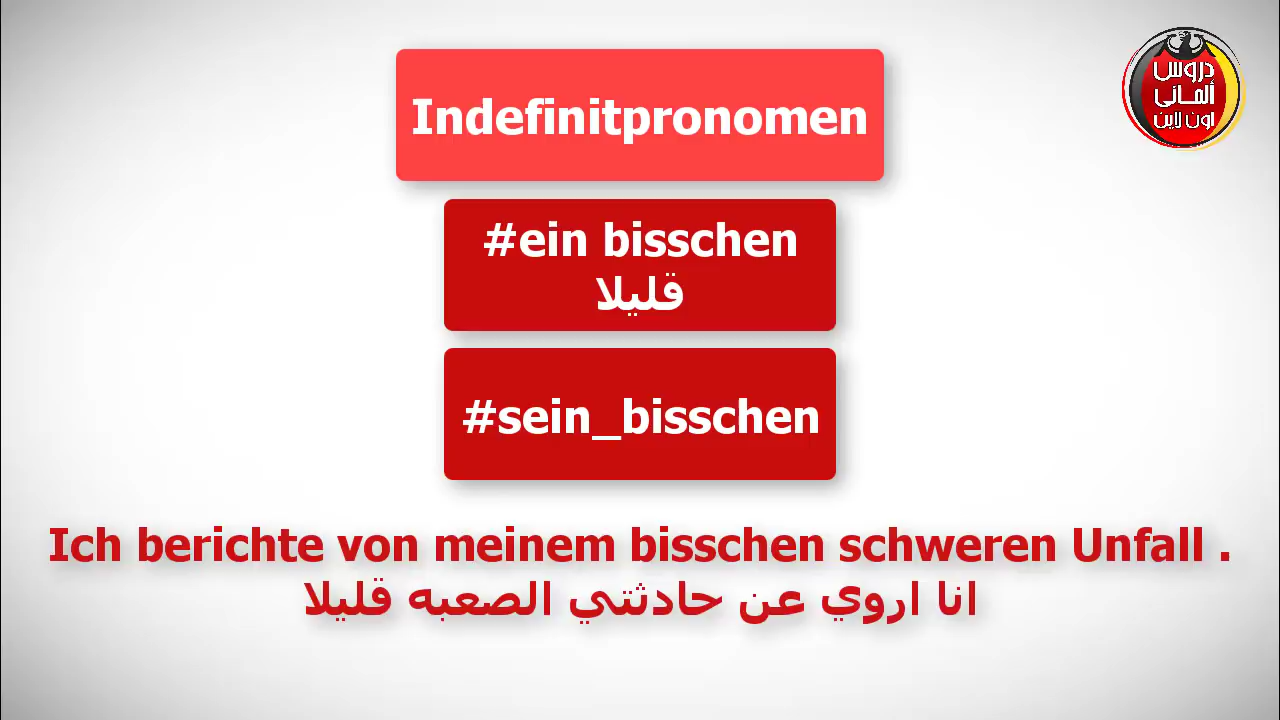 Indefinitpronomen
دروس
ألمانى
اون لاين
#ein bisschen
قليلا
#sein_bisschen
Ich berichte von meinem bisschen schweren Unfall .
انا اروي عن حادثتي الصعبه قليلا